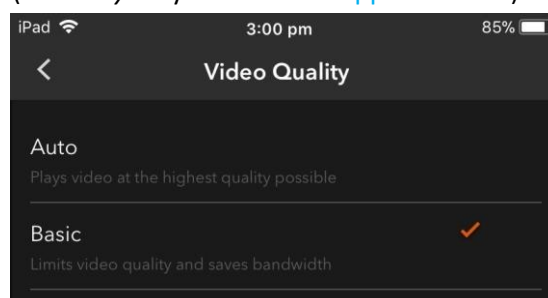 iPad 3:00 pm 85%
Video Quality
Auto
Plays video at the highest quality possible
Basic
Limits video quality and saves bandwidth